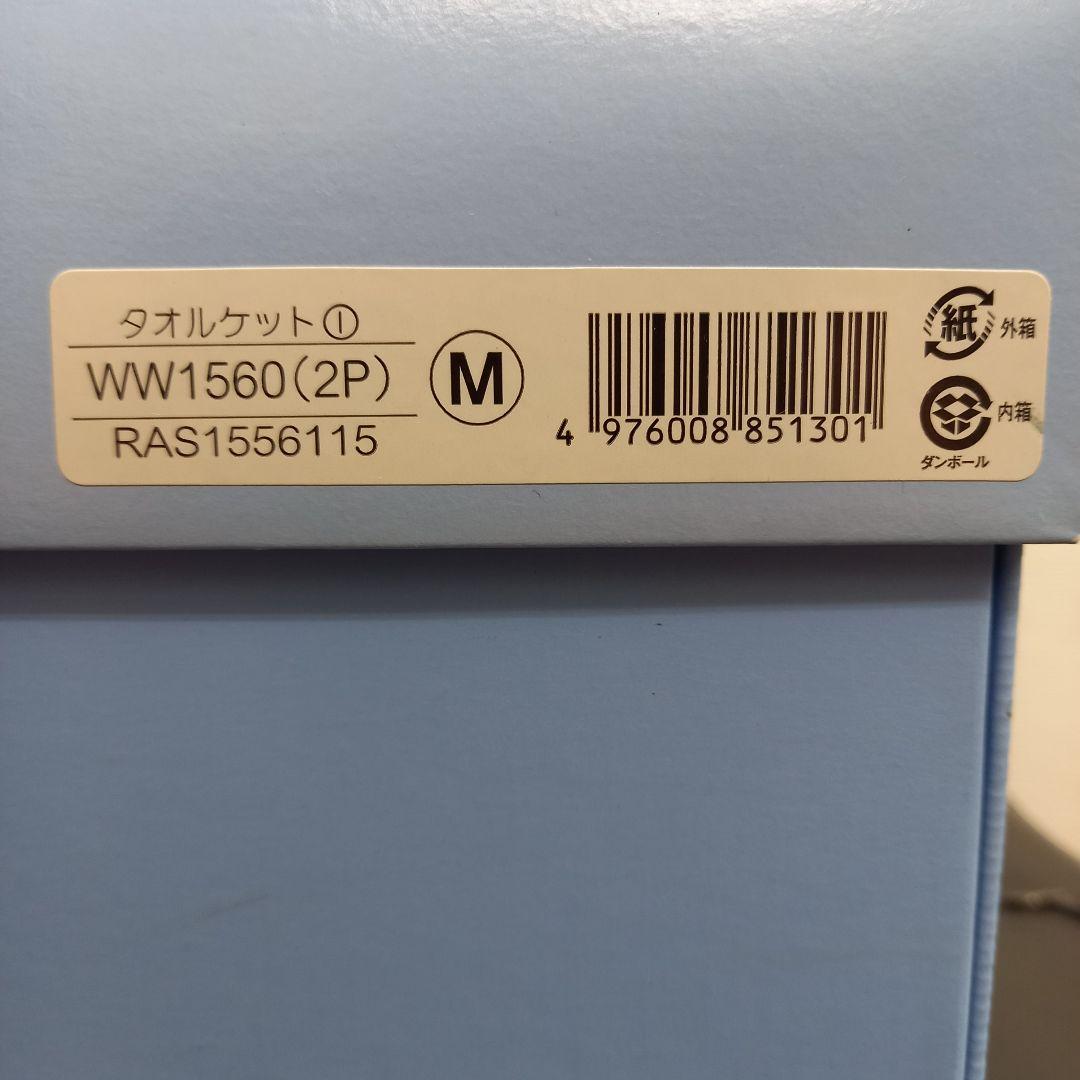 タオルケット①
WW1560(2P)
RAS1556115
M
4 976008 851301
紙 外箱
内箱
ダンボール